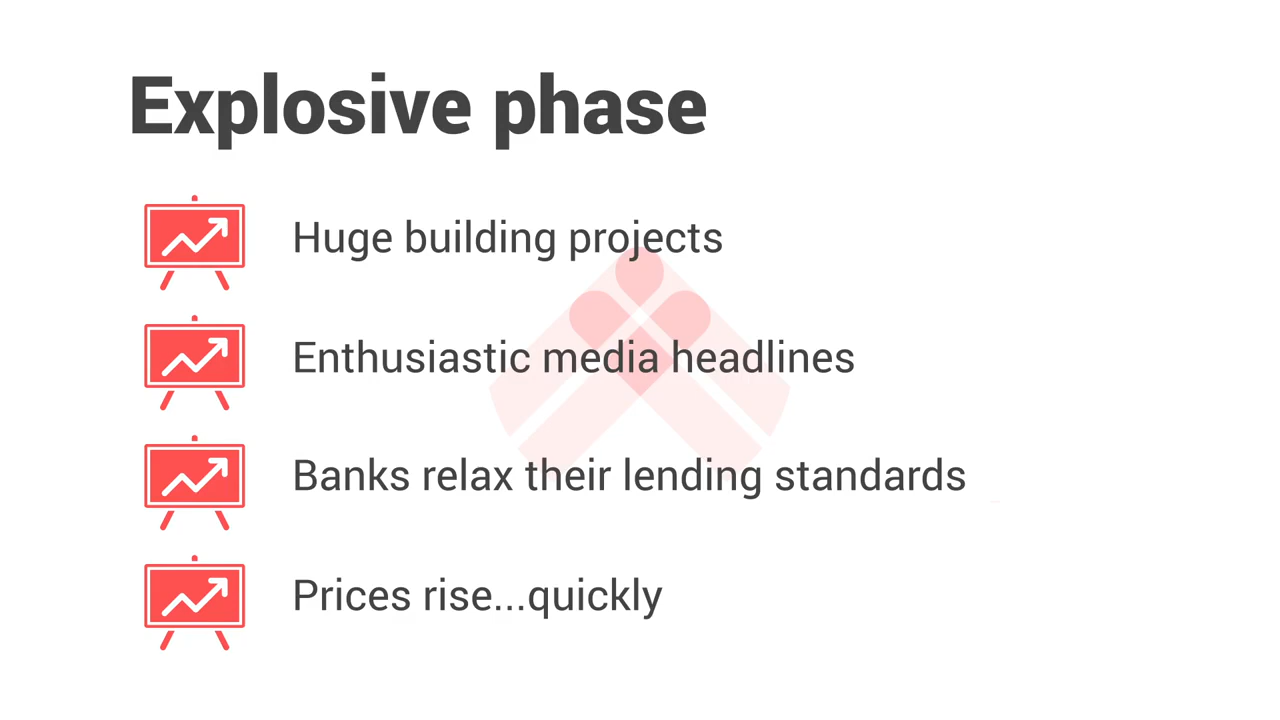 Explosive phase
Huge building projects
Enthusiastic media headlines
Banks relax their lending standards
Prices rise...quickly